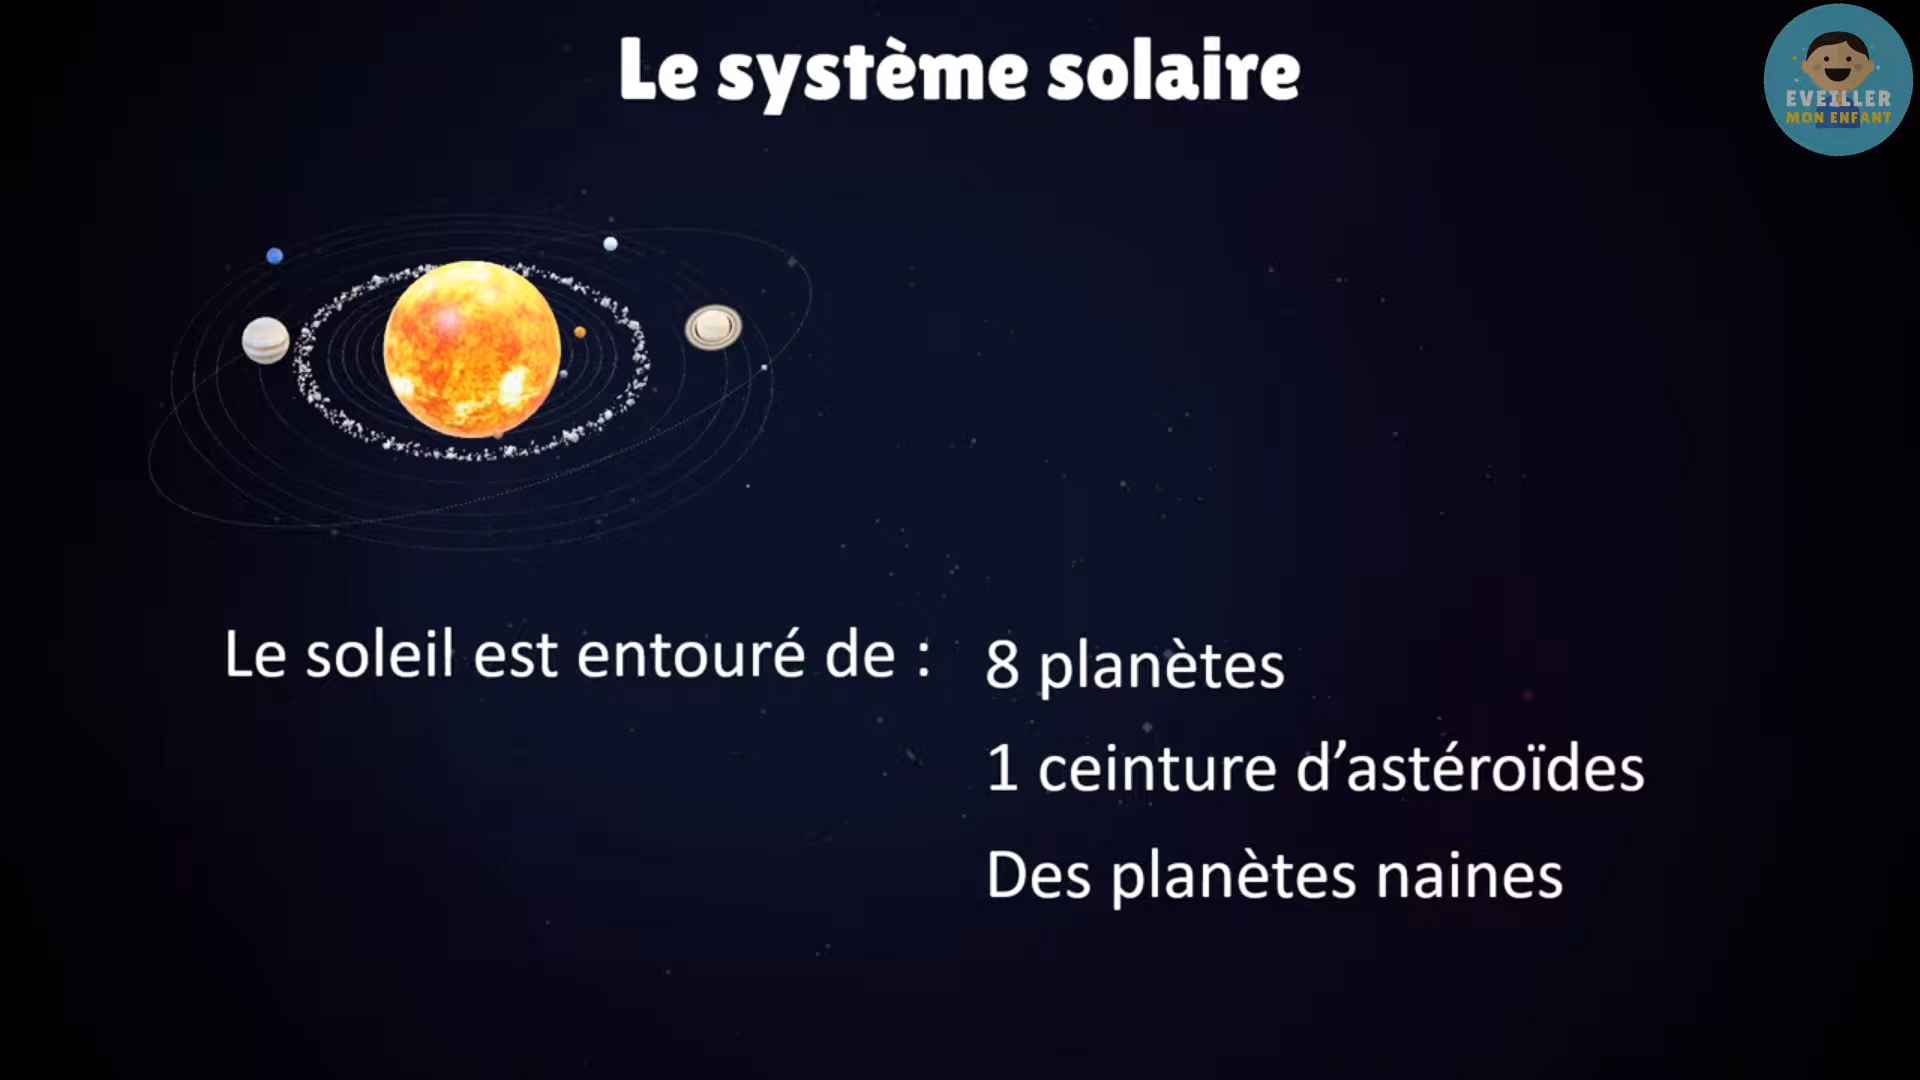 Le système solaire
EVEILLER
MON ENFANT
Le soleil est entouré de :
8 planètes
1 ceinture d’astéroïdes
Des planètes naines